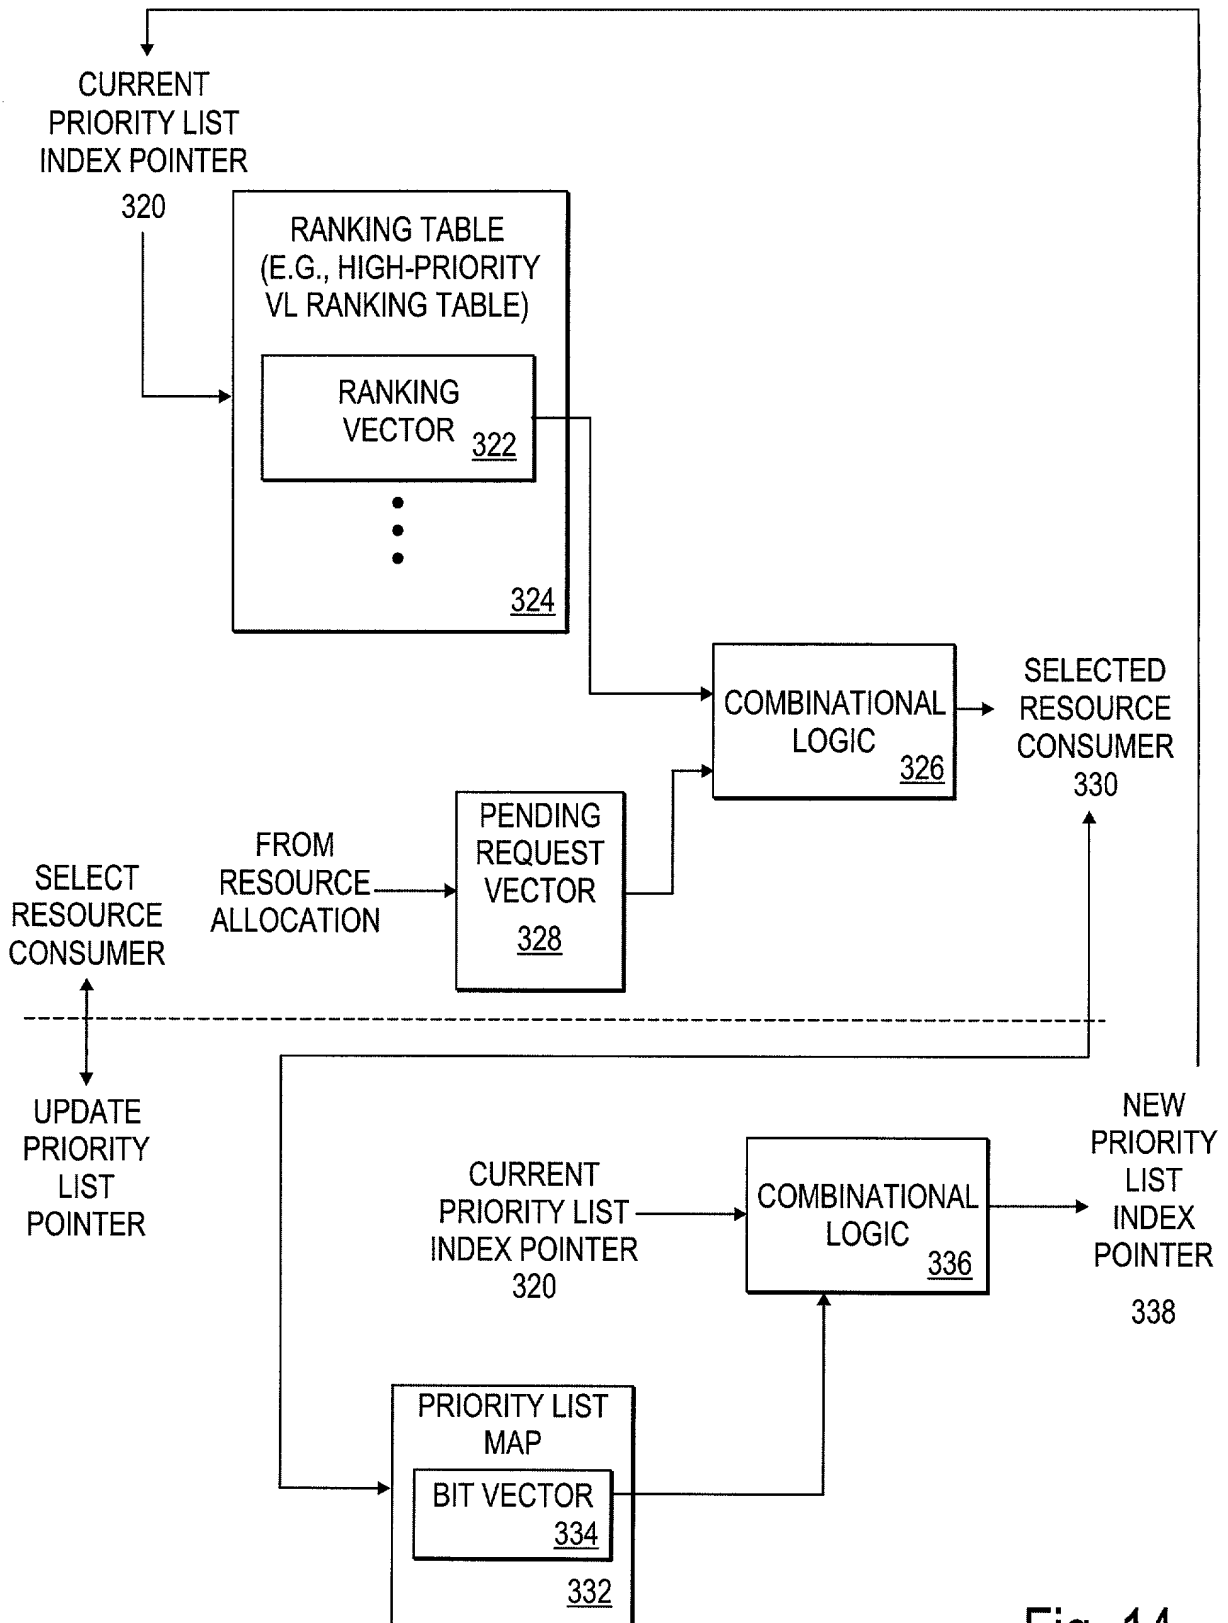 CURRENT
PRIORITY LIST
INDEX POINTER
320
RANKING TABLE
(E.G., HIGH-PRIORITY
VL RANKING TABLE)
RANKING
VECTOR
322
324
COMBINATIONAL
LOGIC
326
SELECTED
RESOURCE
CONSUMER
330
PENDING
REQUEST
VECTOR
328
FROM
RESOURCE
ALLOCATION
SELECT
RESOURCE
CONSUMER
UPDATE
PRIORITY
LIST
POINTER
CURRENT
PRIORITY LIST
INDEX POINTER
320
COMBINATIONAL
LOGIC
336
NEW
PRIORITY
LIST
INDEX
POINTER
338
PRIORITY LIST
MAP
BIT VECTOR
334
332
Fig. 14